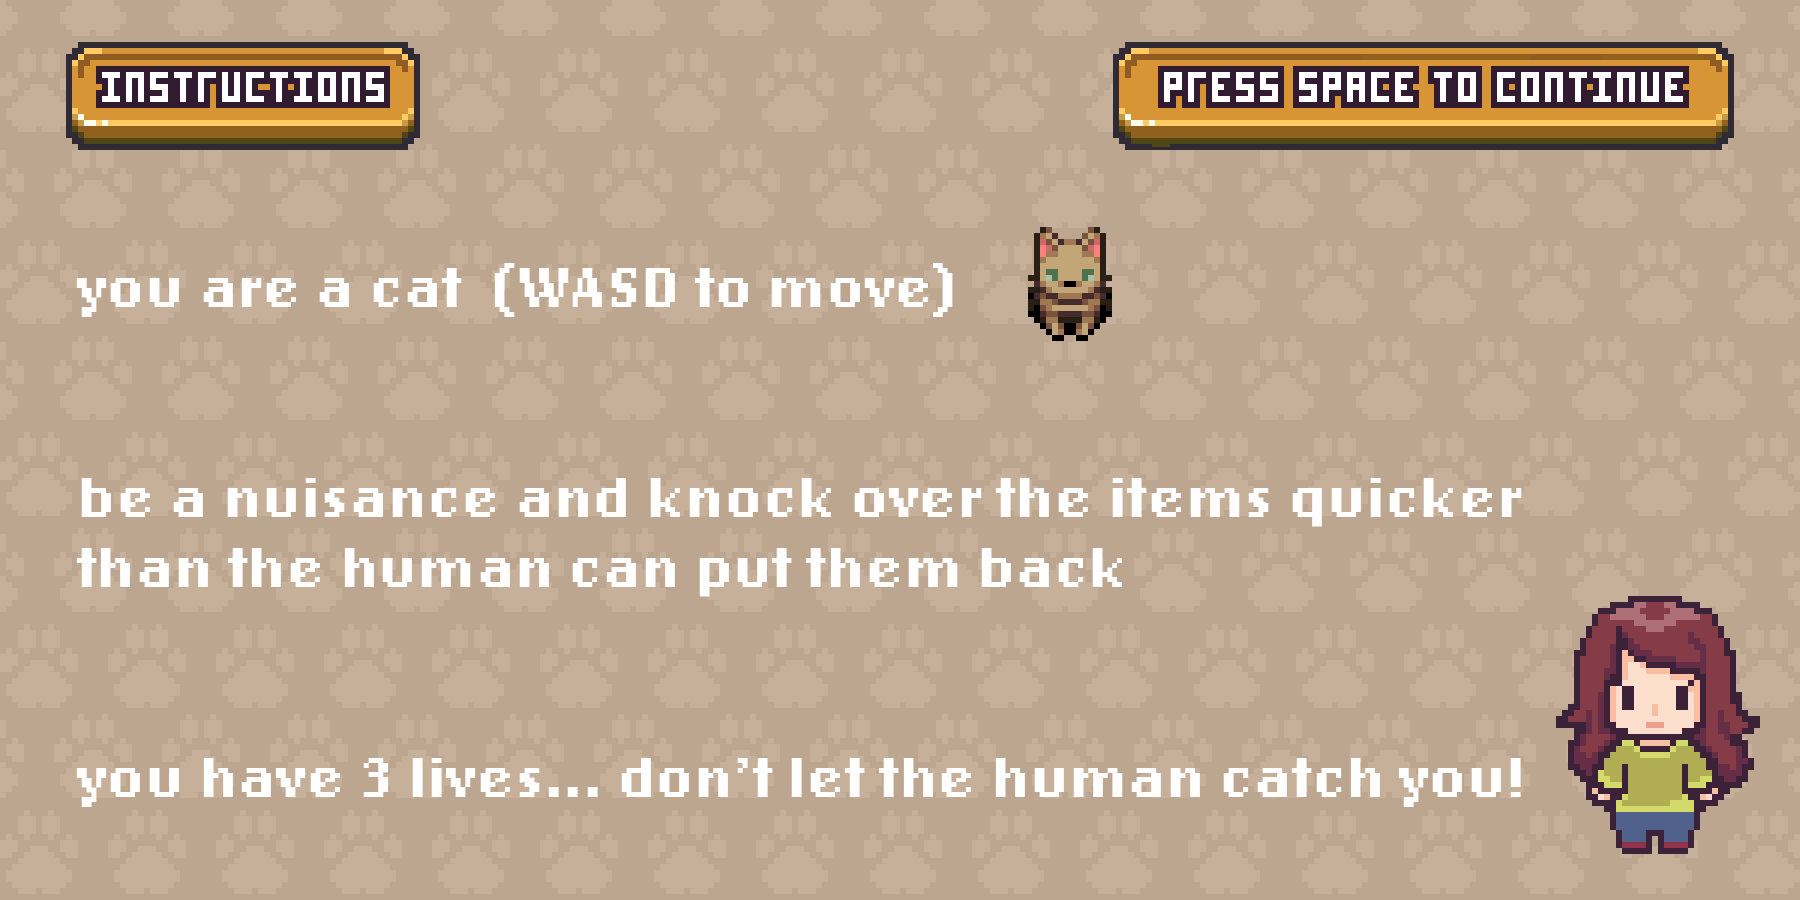 INSTRUCTIONS
PRESS SPACE TO CONTINUE
you are a cat (WASD to move)
be a nuisance and knock over the items quicker
than the human can put them back
you have 3 lives... don't let the human catch you!